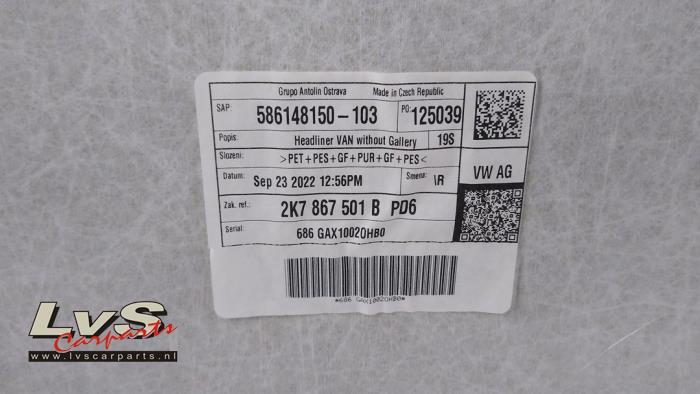 Grupo Antolin Ostrava Made in Czech Republic
SAP: 586148150-103 PO: 125039
Popis: Headliner VAN without Gallery 19S
Slozeni: >PET+PES+GF+PUR+GF+PES<
VW AG
Datum: Sep 23 2022 12:56PM Smena: \R
Zak. ref.: 2K7 867 501 B PD6
Serial: 686 GAX10020HB0
*686 GAX10020HB0*
LvS
Carparts
www.lvscarparts.nl